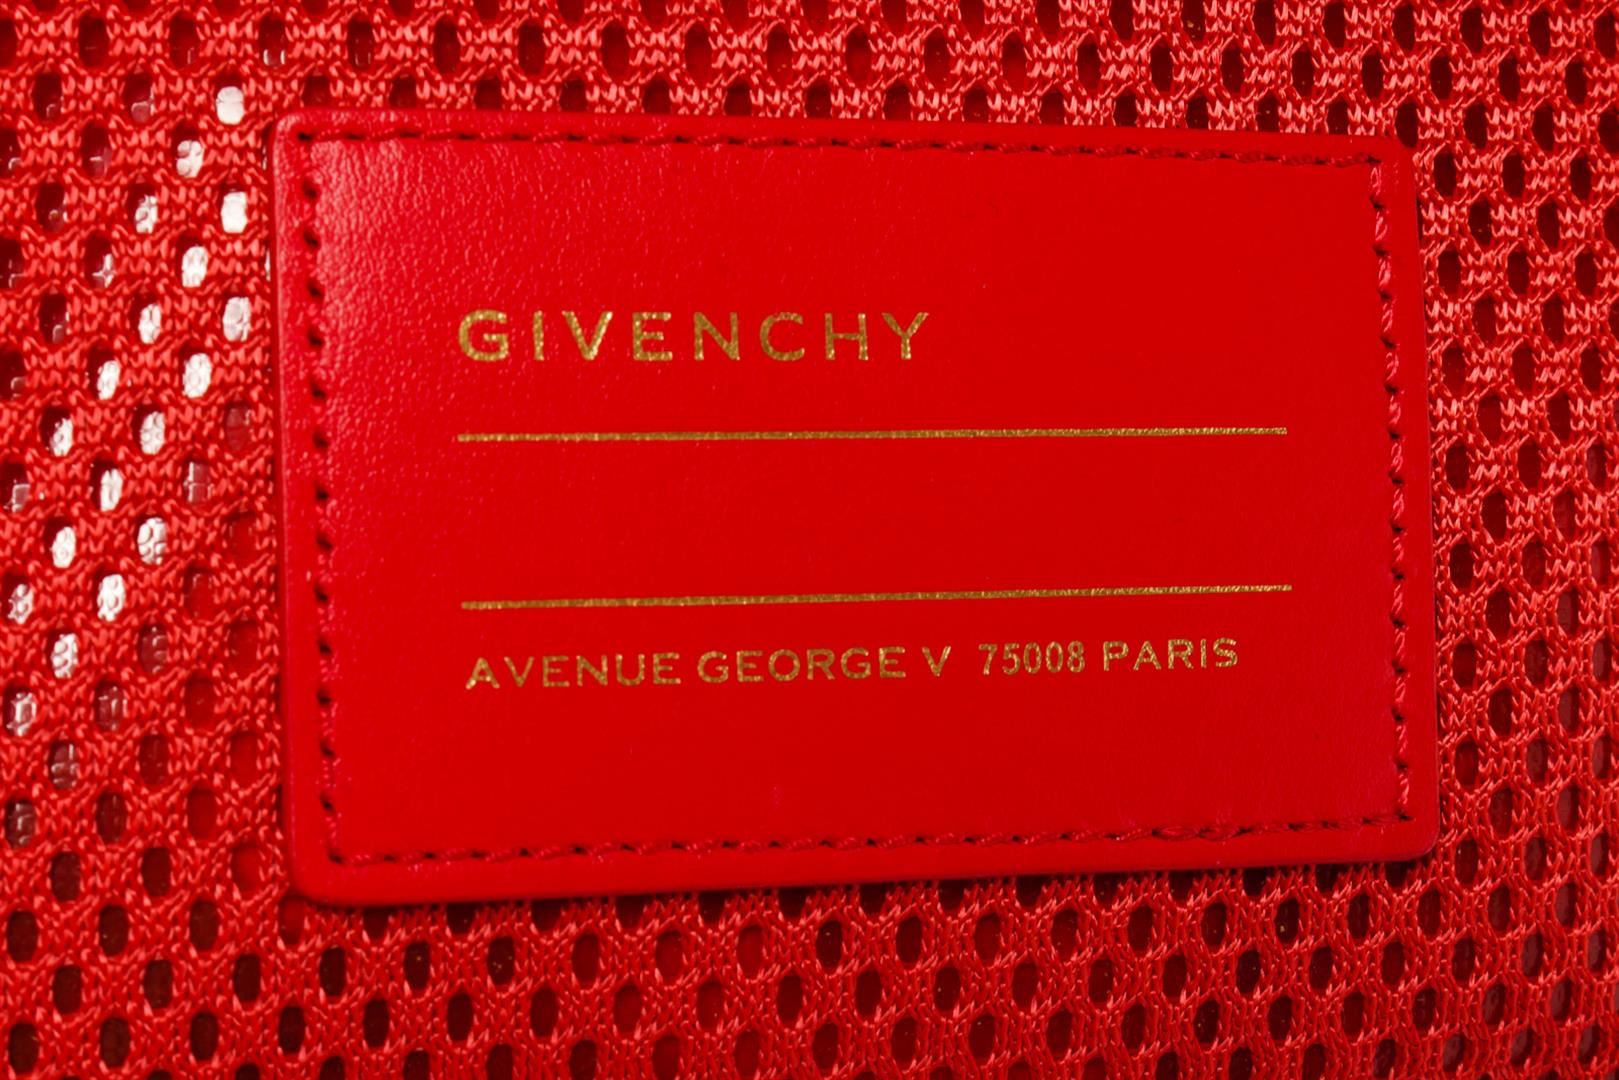 GIVENCHY
AVENUE GEORGE V 75008 PARIS